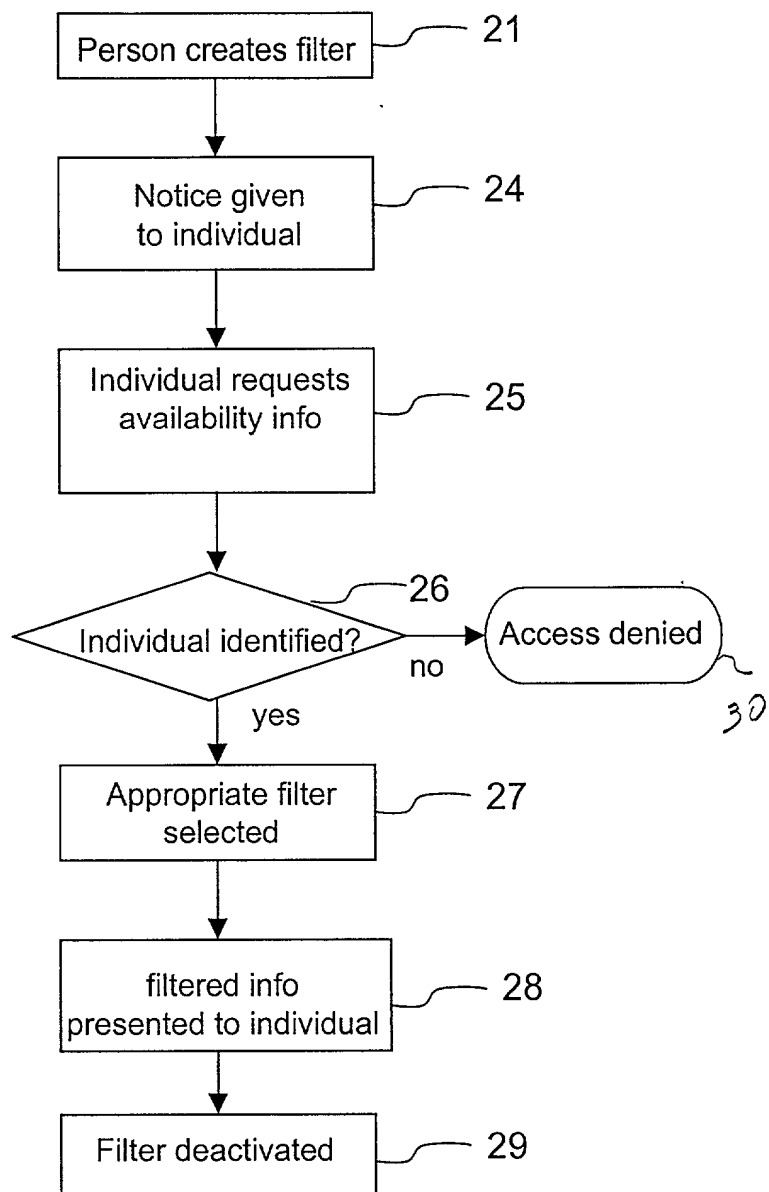 Person creates filter
21
Notice given
to individual
24
Individual requests
availability info
25
26
Individual identified?
no
Access denied
30
yes
Appropriate filter
selected
27
filtered info
presented to individual
28
Filter deactivated
29